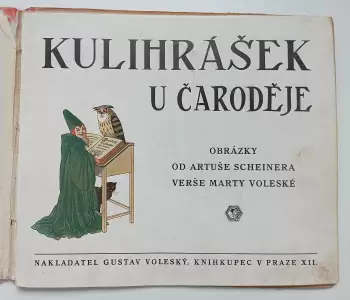 KULIHRÁŠEK
U ČARODĚJE
OBRÁZKY
OD ARTUŠE SCHEINERA
VERŠE MARTY VOLESKÉ
NAKLADATEL GUSTAV VOLESKÝ, KNIHKUPEC V PRAZE XII.